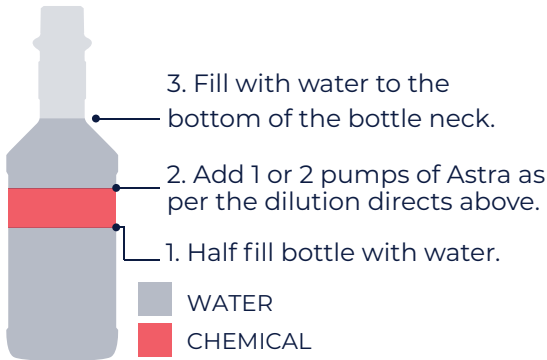 3. Fill with water to the
bottom of the bottle neck.
2. Add 1 or 2 pumps of Astra as
per the dilution directs above.
1. Half fill bottle with water.
WATER
CHEMICAL